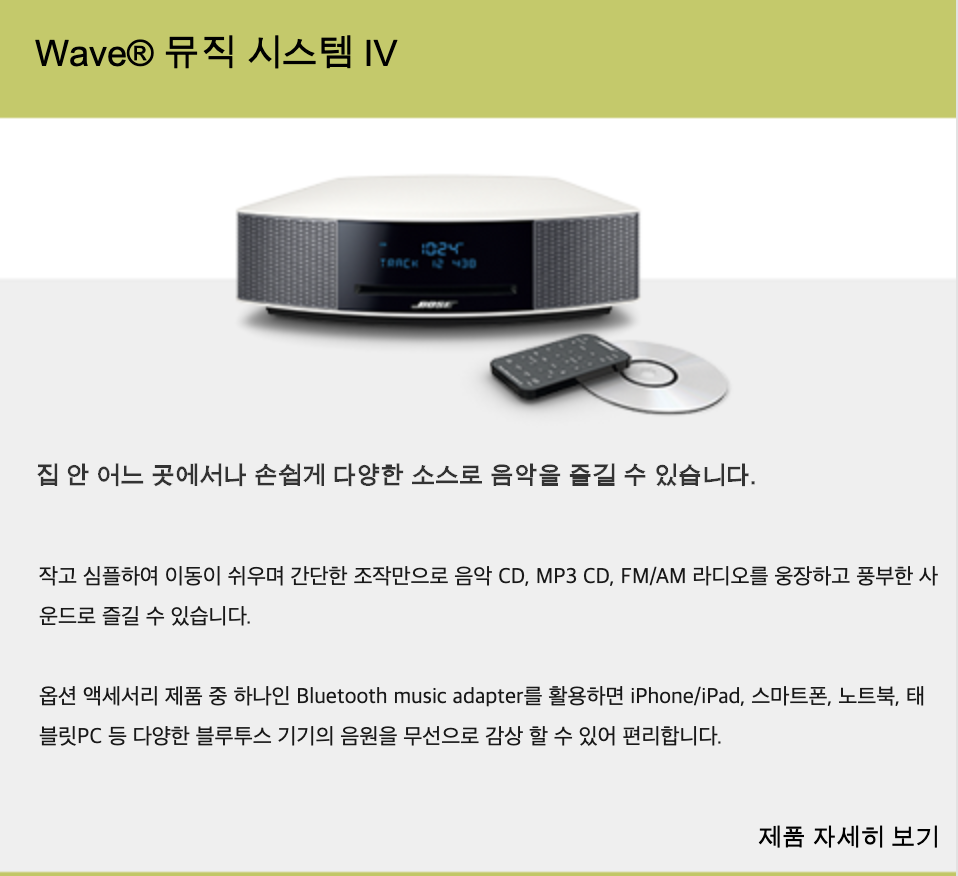 Wave® 뮤직 시스템 IV
1024
TRACK 12 4:38
BOSE
집 안 어느 곳에서나 손쉽게 다양한 소스로 음악을 즐길 수 있습니다.
작고 심플하여 이동이 쉬우며 간단한 조작만으로 음악 CD, MP3 CD, FM/AM 라디오를 웅장하고 풍부한 사
운드로 즐길 수 있습니다.
옵션 액세서리 제품 중 하나인 Bluetooth music adapter를 활용하면 iPhone/iPad, 스마트폰, 노트북, 태
블릿PC 등 다양한 블루투스 기기의 음원을 무선으로 감상 할 수 있어 편리합니다.
제품 자세히 보기